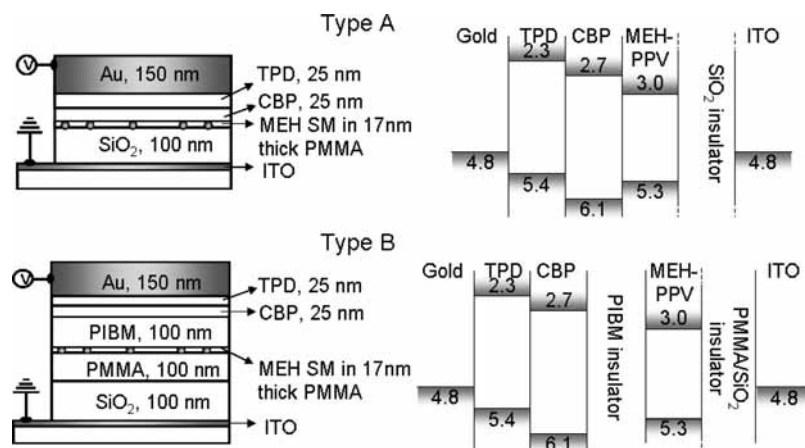 Type A
V
Au, 150 nm
TPD, 25 nm
CBP, 25 nm
MEH SM in 17nm
thick PMMA
SiO₂, 100 nm
ITO
Gold TPD CBP MEH-
PPV
ITO
2.3
2.7
3.0
SiO₂ insulator
4.8
5.4
6.1
5.3
4.8
Type B
V
Au, 150 nm
TPD, 25 nm
CBP, 25 nm
PIBM, 100 nm
MEH SM in 17nm
thick PMMA
PMMA, 100 nm
SiO₂, 100 nm
ITO
Gold TPD CBP
MEH-
PPV
ITO
2.3
2.7
PIBM insulator
3.0
PMMA/SiO₂
insulator
4.8
5.4
6.1
5.3
4.8